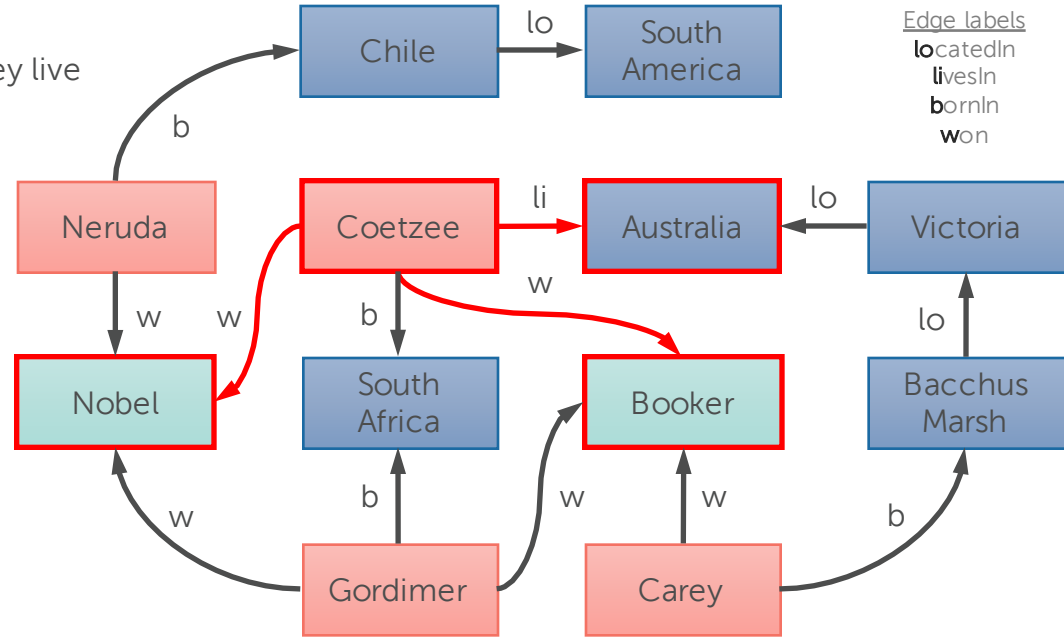 ey live
Chile
lo
South
America
Edge labels
locatedIn
livesIn
bornIn
won
b
Neruda
Coetzee
li
Australia
lo
Victoria
w
w
b
w
lo
Nobel
South
Africa
Booker
Bacchus
Marsh
w
b
w
w
b
Gordimer
Carey